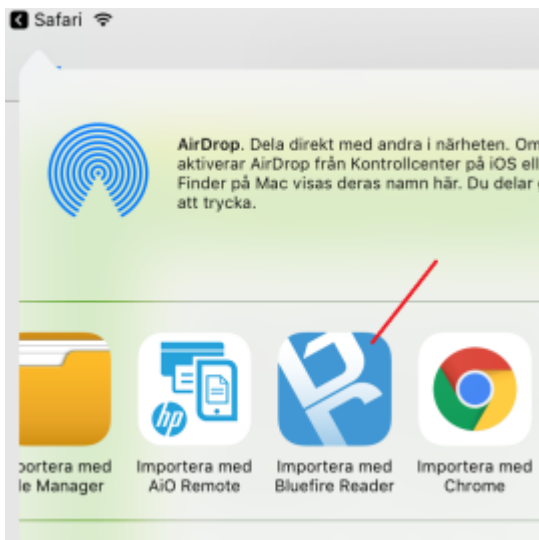 Safari
AirDrop. Dela direkt med andra i närheten. Om
aktiverar AirDrop från Kontrollcenter på iOS ell
Finder på Mac visas deras namn här. Du delar
att trycka.
hp
portera med
le Manager
Importera med
AiO Remote
Importera med
Bluefire Reader
Importera med
Chrome